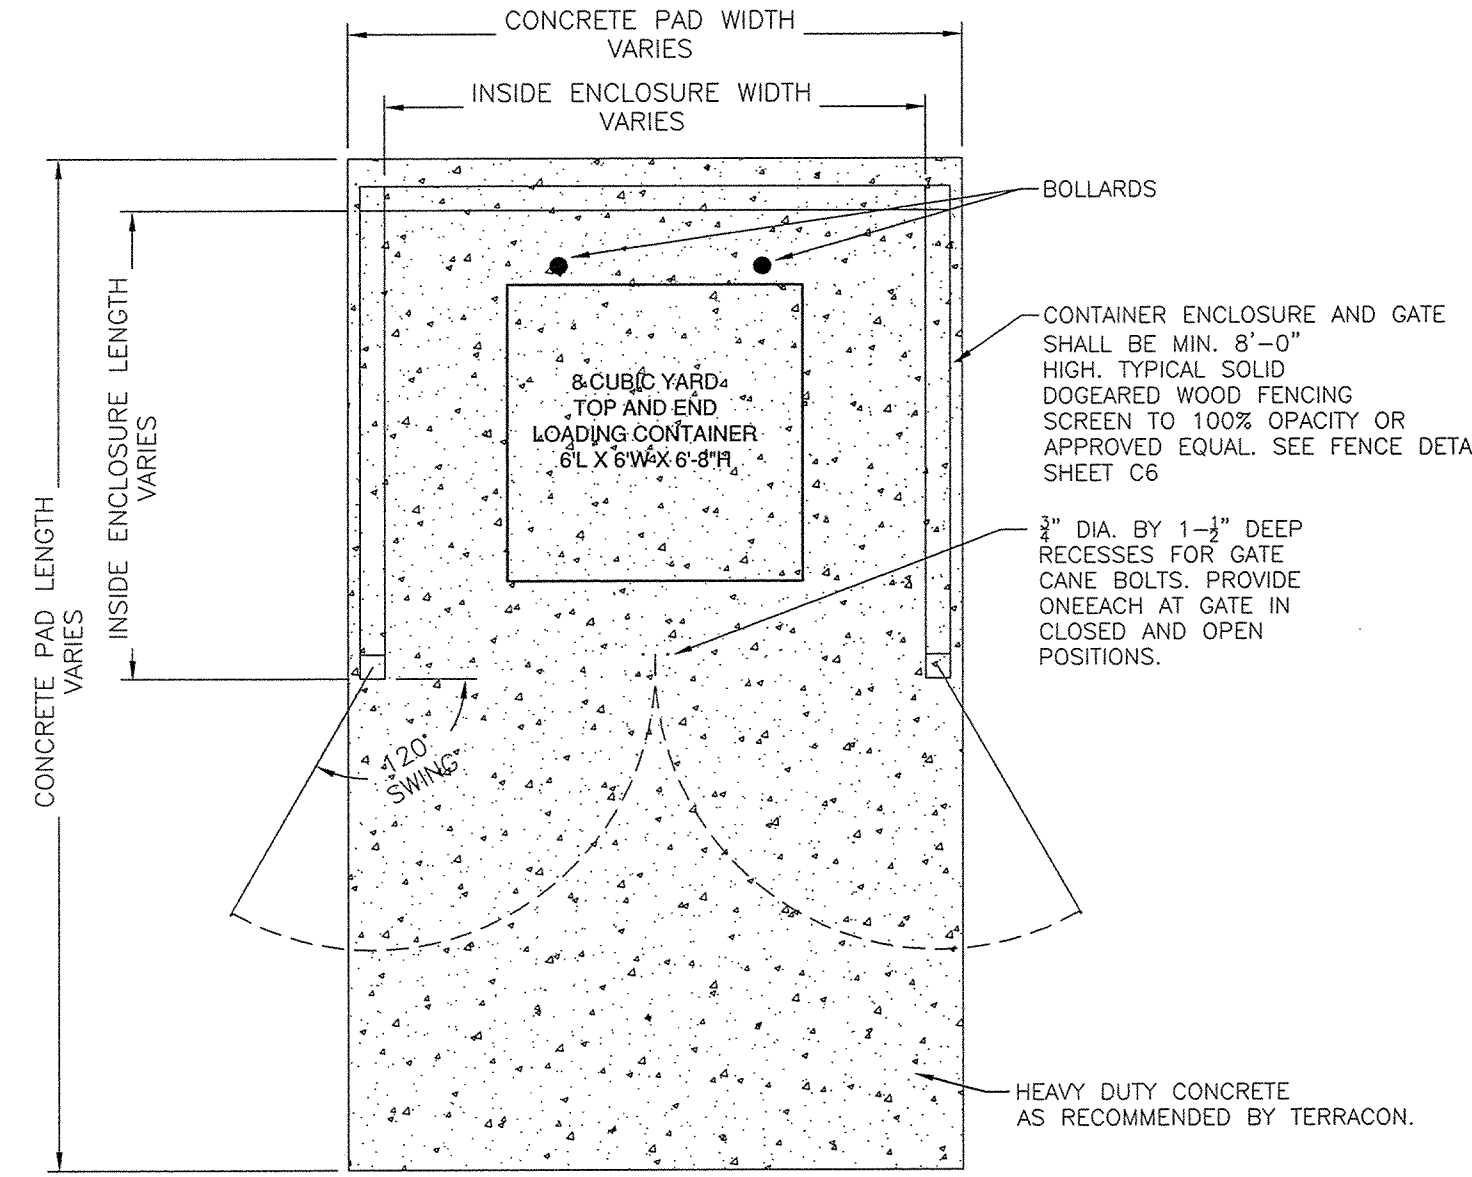 CONCRETE PAD WIDTH
VARIES
INSIDE ENCLOSURE WIDTH
VARIES
BOLLARDS
CONCRETE PAD LENGTH
VARIES
INSIDE ENCLOSURE LENGTH
VARIES
8 CUBIC YARD
TOP AND END
LOADING CONTAINER
6'L X 6'W X 6'-8"H
CONTAINER ENCLOSURE AND GATE
SHALL BE MIN. 8'-0"
HIGH. TYPICAL SOLID
DOGEARED WOOD FENCING
SCREEN TO 100% OPACITY OR
APPROVED EQUAL. SEE FENCE DETA
SHEET C6
3/4" DIA. BY 1-1/2" DEEP
RECESSES FOR GATE
CANE BOLTS. PROVIDE
ONEEACH AT GATE IN
CLOSED AND OPEN
POSITIONS.
120°
SWING
HEAVY DUTY CONCRETE
AS RECOMMENDED BY TERRACON.